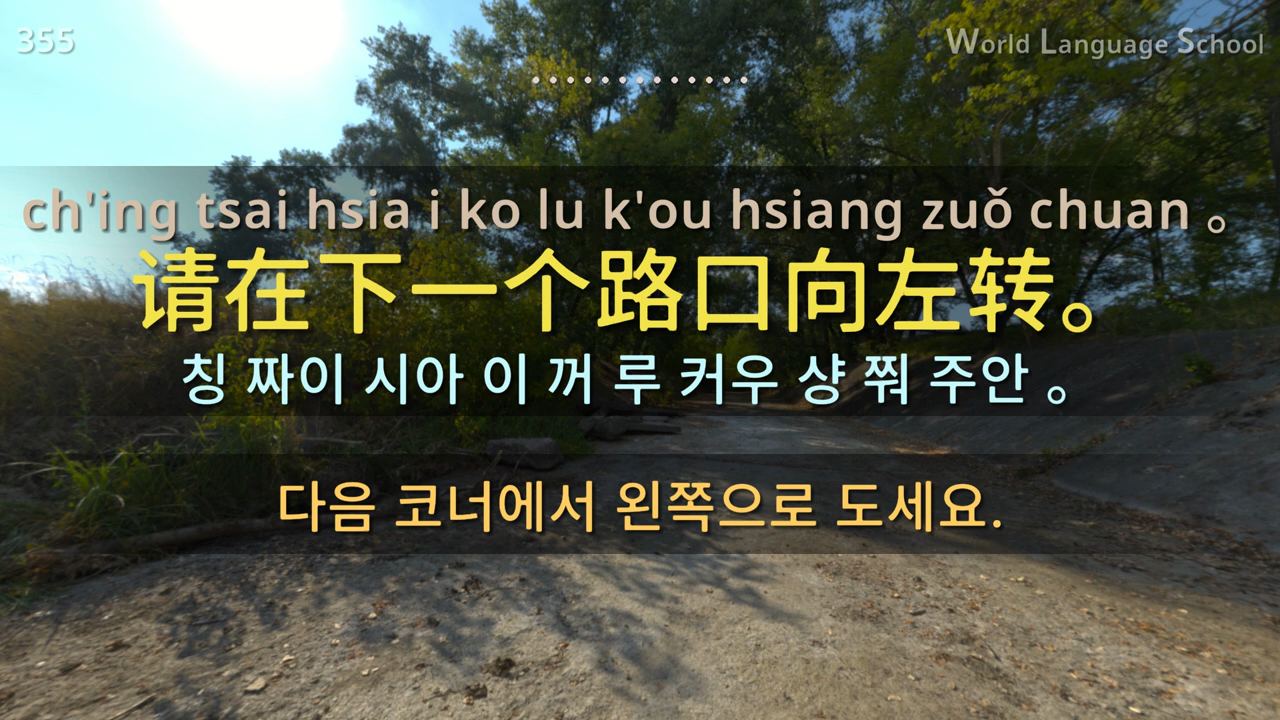 355
World Language School
ch'ing tsai hsia i ko lu k'ou hsiang zuǒ chuan 。
请在下一个路口向左转。
칭 짜이 시아 이 꺼 루 커우 샹 쭤 주안 。
다음 코너에서 왼쪽으로 도세요.